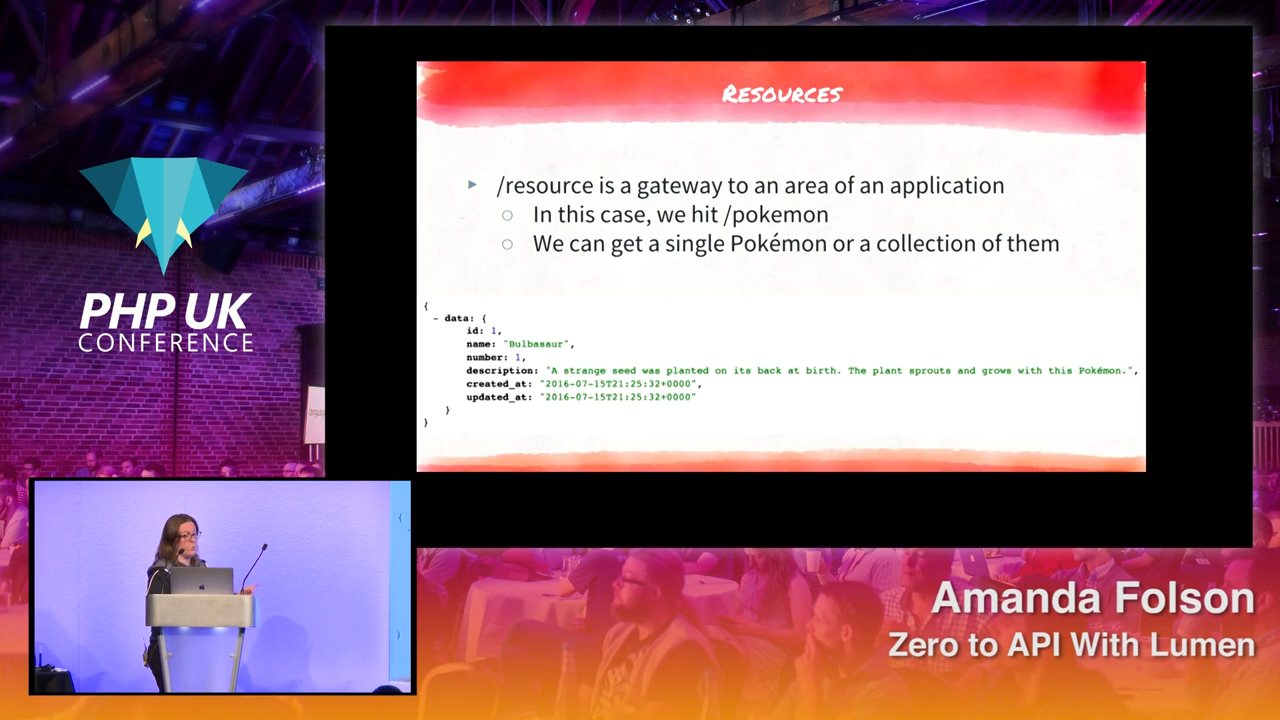 Resources
/resource is a gateway to an area of an application
In this case, we hit /pokemon
We can get a single Pokémon or a collection of them
{
- data: {
id: 1,
name: "Bulbasaur",
number: 1,
description: "A strange seed was planted on its back at birth. The plant sprouts and grows with this Pokémon.",
created_at: "2016-07-15T21:25:32+0000",
updated_at: "2016-07-15T21:25:32+0000"
}
}
PHP UK
CONFERENCE
Amanda Folson
Zero to API With Lumen